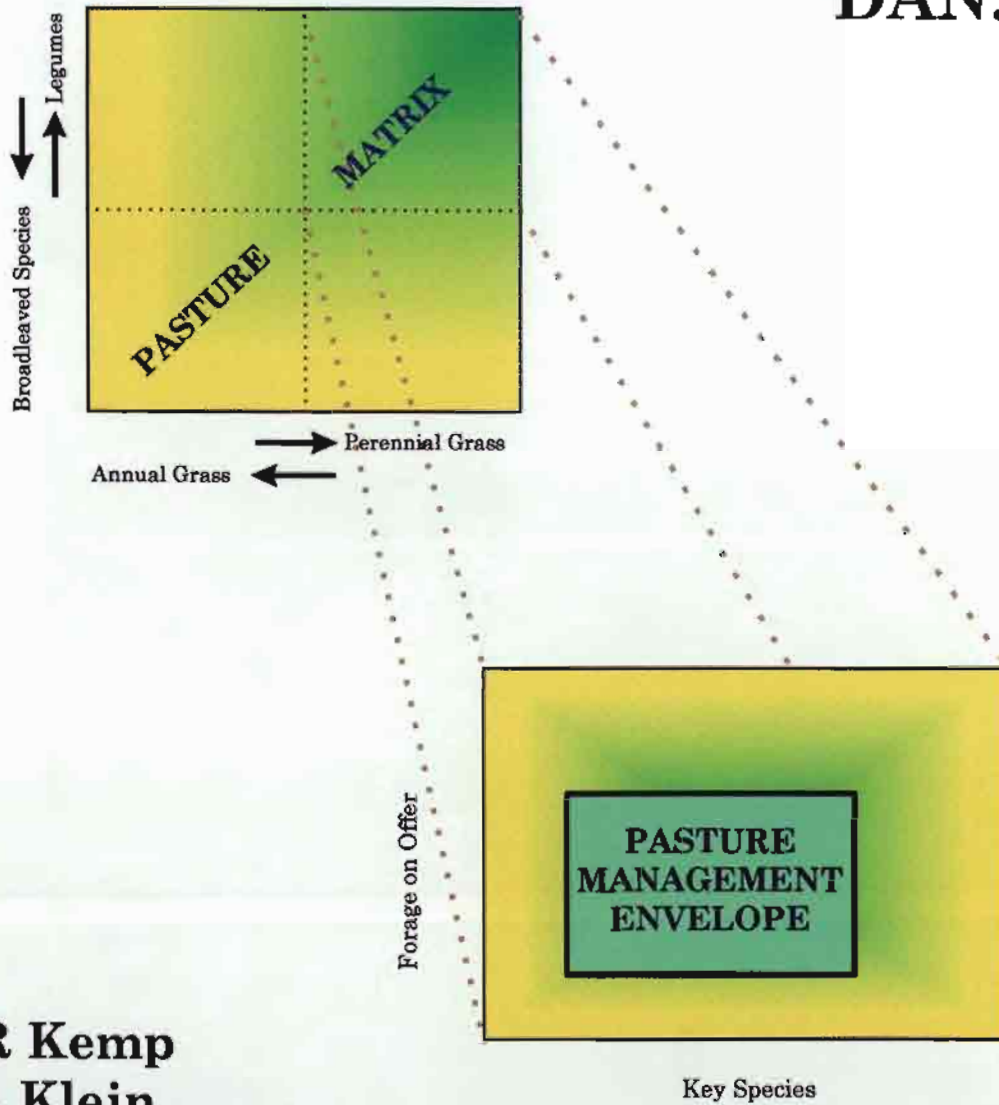 DAN.
Legumes
Broadleaved Species
MATRIX
PASTURE
Perennial Grass
Annual Grass
Forage on Offer
PASTURE
MANAGEMENT
ENVELOPE
Key Species
R Kemp
Klein